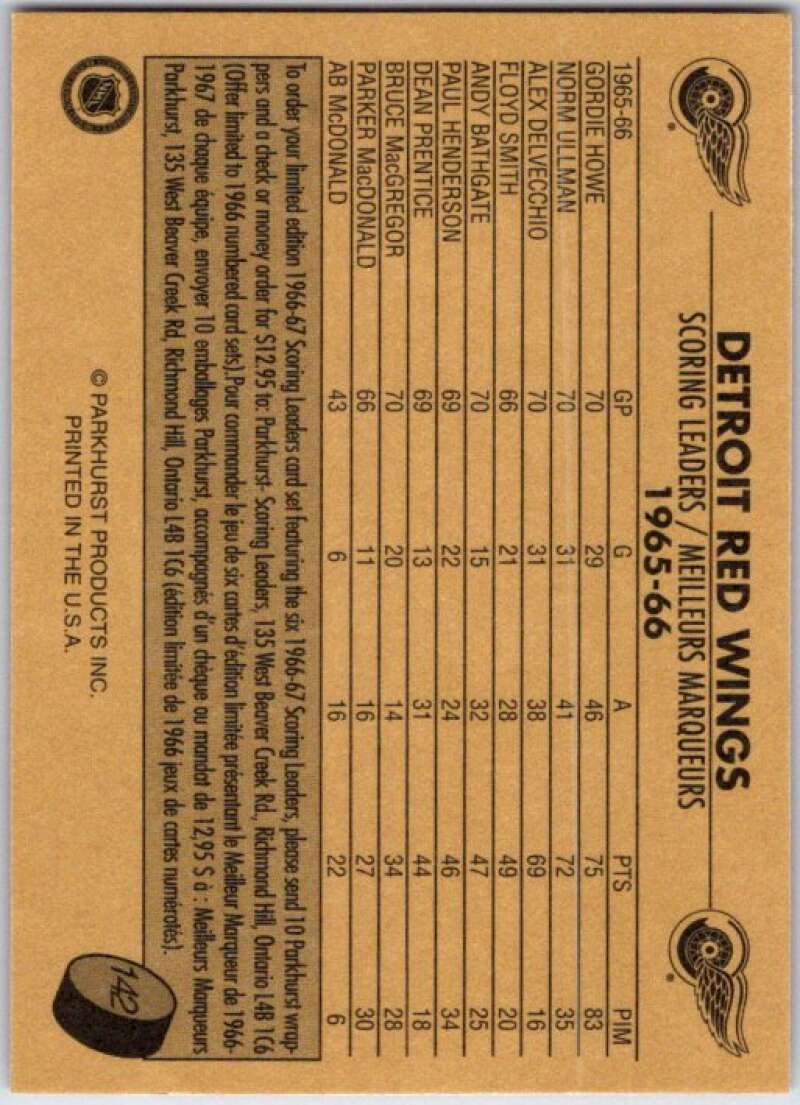 DETROIT RED WINGS
SCORING LEADERS / MEILLEURS MARQUEURS
1965-66
1965-66 GP G A PTS PIM
GORDIE HOWE 70 29 46 75 83
NORM ULLMAN 70 31 41 72 35
ALEX DELVECCHIO 70 31 38 69 16
FLOYD SMITH 66 21 28 49 20
ANDY BATHGATE 70 15 32 47 25
PAUL HENDERSON 69 22 24 46 34
DEAN PRENTICE 69 13 31 44 18
BRUCE MacGREGOR 70 20 14 34 28
PARKER MacDONALD 66 11 16 27 30
AB McDONALD 43 6 16 22 6
To order your limited edition 1966-67 Scoring Leaders card set featuring the six 1966-67 Scoring Leaders, please send 10 Parkhurst wrap-
pers and a check or money order for $12.95 to: Parkhurst- Scoring Leaders, 135 West Beaver Creek Rd., Richmond Hill, Ontario L4B 1C6
(Offer limited to 1966 numbered card sets).Pour commander le jeu de six cartes d'édition limitée présentant le Meilleur Marqueur de 1966-
1967 de chaque équipe, envoyer 10 emballages Parkhurst, accompagnés d'un chèque ou mandat de 12,95 $ à : Meilleurs Marqueurs
Parkhurst, 135 West Beaver Creek Rd, Richmond Hill, Ontario L4B 1C6 (édition limitée de 1966 jeux de cartes numérotés).
NHL
© PARKHURST PRODUCTS INC.
PRINTED IN THE U.S.A.
142